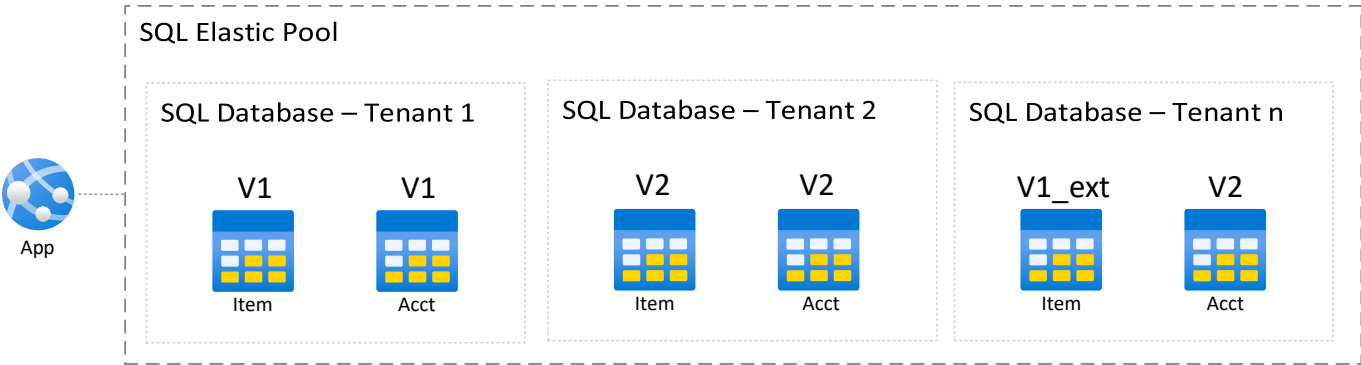 SQL Elastic Pool
SQL Database – Tenant 1
SQL Database – Tenant 2
SQL Database – Tenant n
V1
V1
V2
V2
V1_ext
V2
App
Item
Acct
Item
Acct
Item
Acct